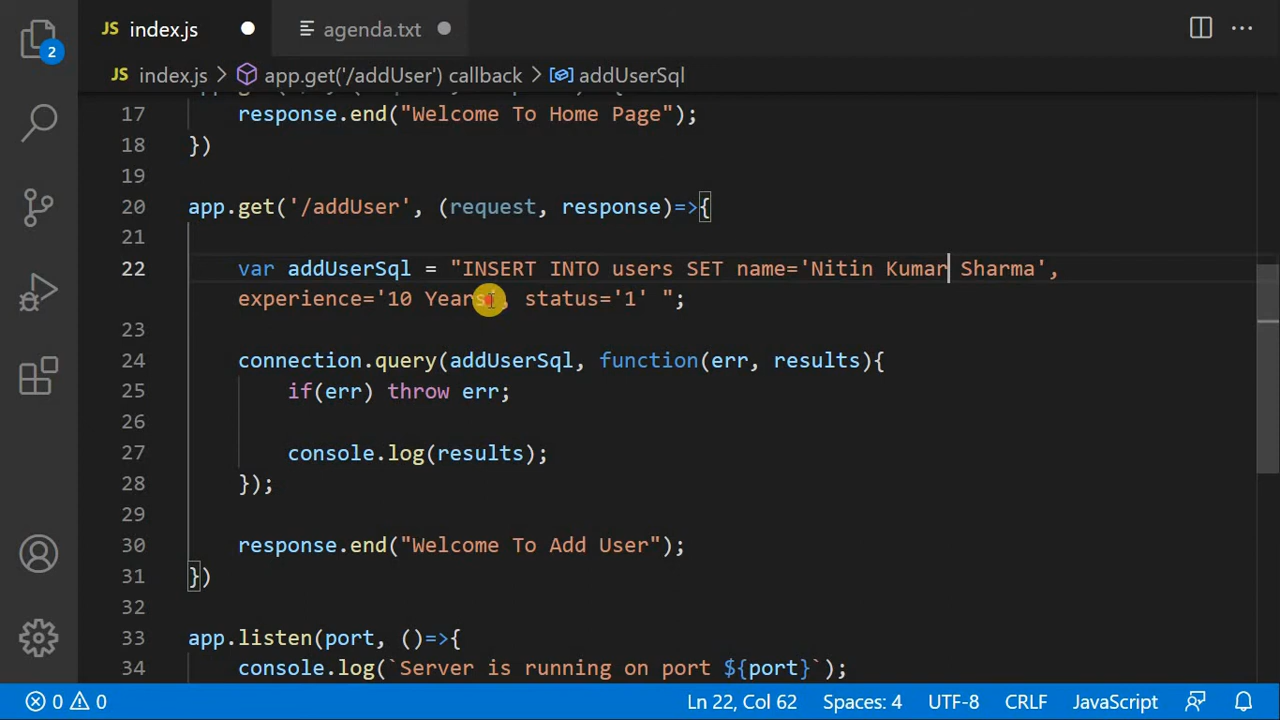 JS index.js
agenda.txt
2
JS index.js > app.get('/addUser') callback > addUserSql
17 response.end("Welcome To Home Page");
18 })
19
20 app.get('/addUser', (request, response)=>{
21
22 var addUserSql = "INSERT INTO users SET name='Nitin Kumar Sharma',
experience='10 Years', status='1' ";
23
24 connection.query(addUserSql, function(err, results){
25 if(err) throw err;
26
27 console.log(results);
28 });
29
30 response.end("Welcome To Add User");
31 })
32
33 app.listen(port, ()=>{
34 console.log(`Server is running on port ${port}`);
0 0 Ln 22, Col 62 Spaces: 4 UTF-8 CRLF JavaScript